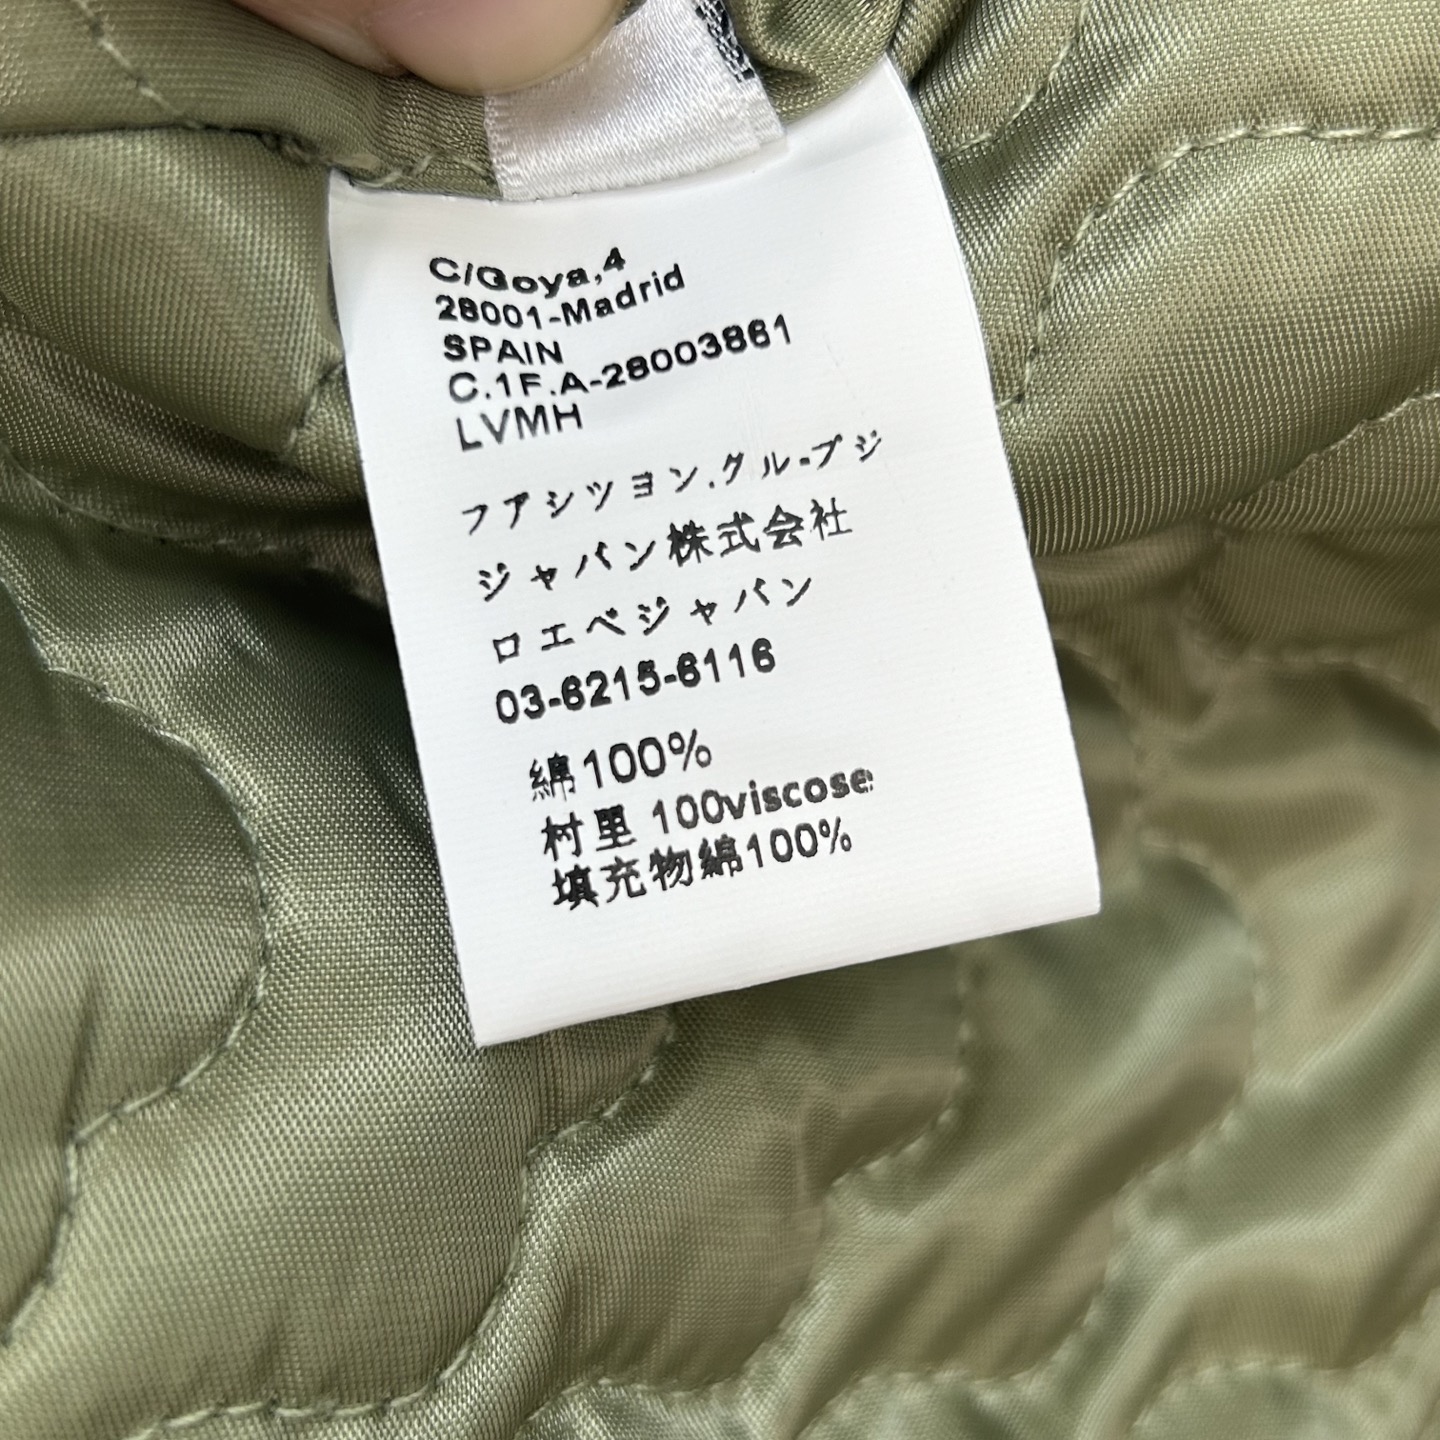 C/Goya,4
28001-Madrid
SPAIN
C.1F.A-28003861
LVMH
フアシツヨン.グル-プジ
ジャパン株式会社
ロエベジャパン
03-6215-6116
綿100%
村里 100viscose
填充物綿100%